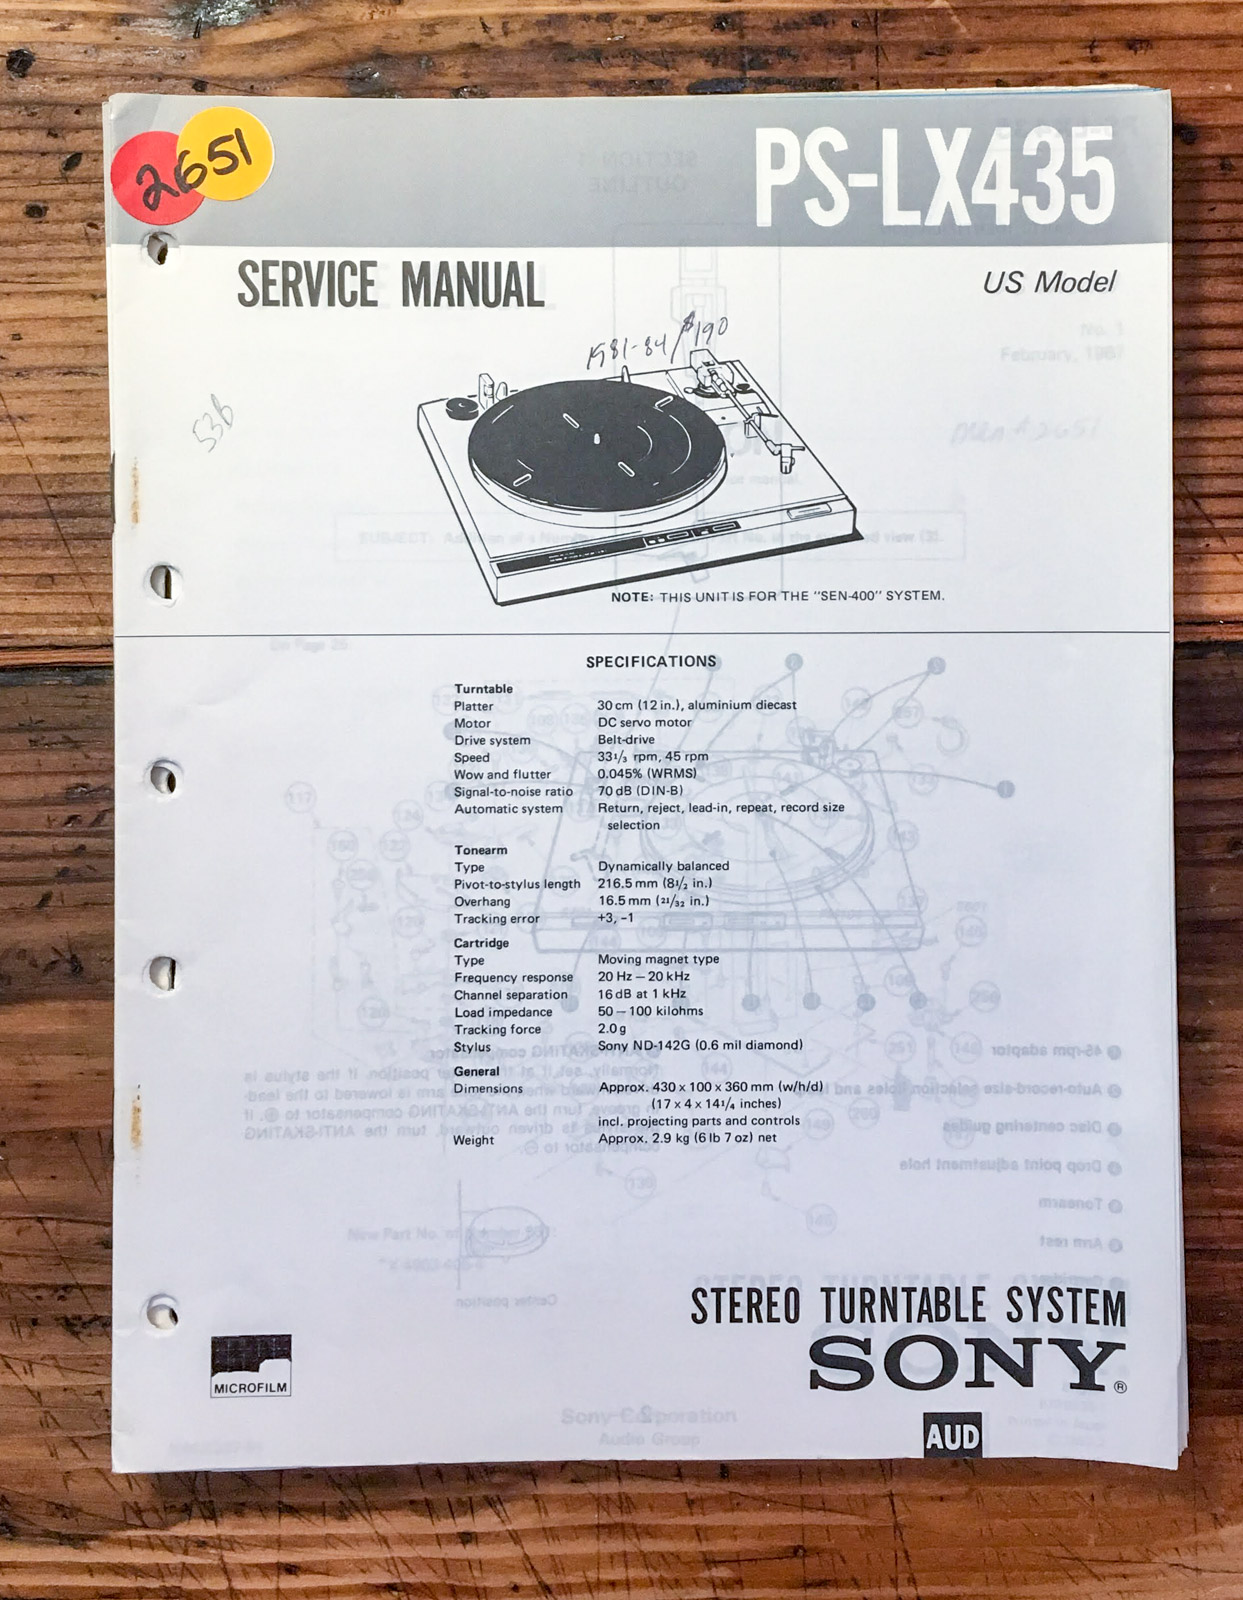 2651
PS-LX435
SERVICE MANUAL
US Model
1981-84/$190
53b
NOTE: THIS UNIT IS FOR THE "SEN-400" SYSTEM.
SPECIFICATIONS
Turntable
Platter 30 cm (12 in.), aluminium diecast
Motor DC servo motor
Drive system Belt-drive
Speed 33 1/3 rpm, 45 rpm
Wow and flutter 0.045% (WRMS)
Signal-to-noise ratio 70 dB (DIN-B)
Automatic system Return, reject, lead-in, repeat, record size
selection
Tonearm
Type Dynamically balanced
Pivot-to-stylus length 216.5 mm (8 1/2 in.)
Overhang 16.5 mm (21/32 in.)
Tracking error +3, -1
Cartridge
Type Moving magnet type
Frequency response 20 Hz – 20 kHz
Channel separation 16 dB at 1 kHz
Load impedance 50 – 100 kilohms
Tracking force 2.0 g
Stylus Sony ND-142G (0.6 mil diamond)
General
Dimensions Approx. 430 x 100 x 360 mm (w/h/d)
(17 x 4 x 14 1/4 inches)
incl. projecting parts and controls
Weight Approx. 2.9 kg (6 lb 7 oz) net
STEREO TURNTABLE SYSTEM
SONY®
MICROFILM
AUD